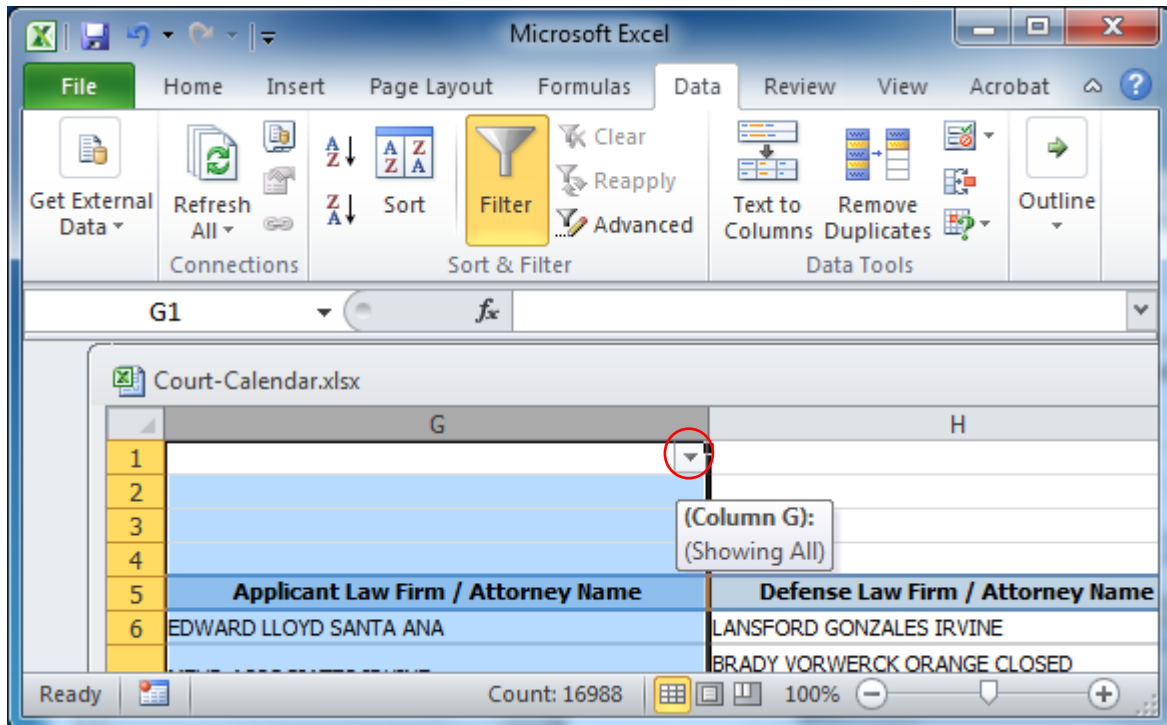 Microsoft Excel
File Home Insert Page Layout Formulas Data Review View Acrobat
Get External Data
Refresh All
Sort
Filter
Clear
Reapply
Advanced
Text to Columns
Remove Duplicates
Outline
Connections Sort & Filter Data Tools
G1 fx
Court-Calendar.xlsx
G H
1
2
3
(Column G):
(Showing All)
4
5 Applicant Law Firm / Attorney Name Defense Law Firm / Attorney Name
6 EDWARD LLOYD SANTA ANA LANSFORD GONZALES IRVINE
BRADY VORWERCK ORANGE CLOSED
Ready Count: 16988 100%